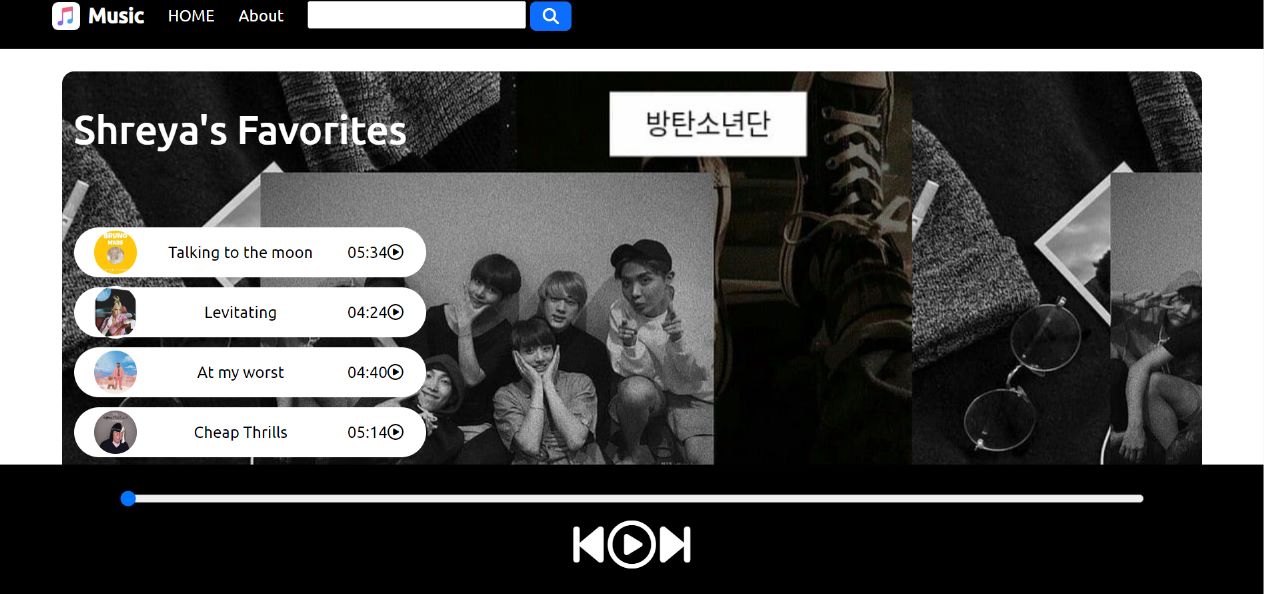 Music HOME About
방탄소년단
Shreya's Favorites
BRUNO
MARS
Talking to the moon 05:34
Levitating 04:24
At my worst 04:40
Cheap Thrills 05:14